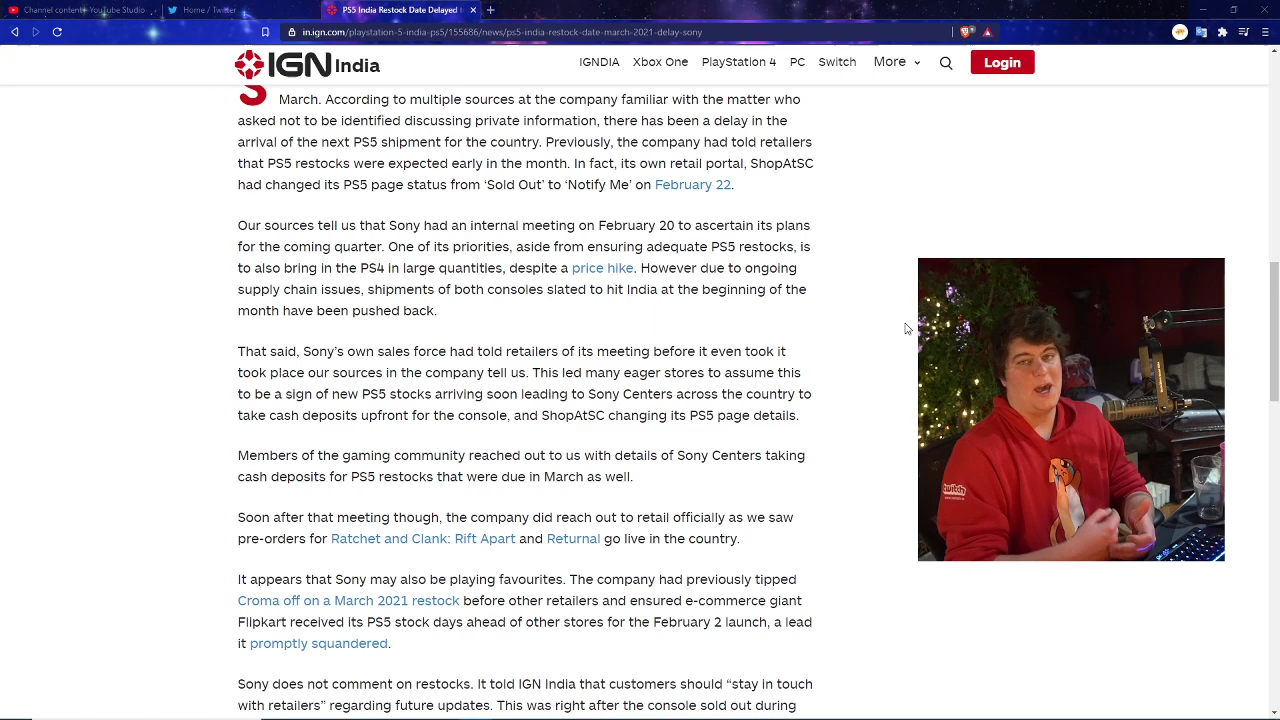 Channel content - YouTube Studio
Home / Twitter
PS5 India Restock Date Delayed
in.ign.com/playstation-5-india-ps5/155686/news/ps5-india-restock-date-march-2021-delay-sony
IGN India
IGNDIA Xbox One PlayStation 4 PC Switch More Login
S March. According to multiple sources at the company familiar with the matter who
asked not to be identified discussing private information, there has been a delay in the
arrival of the next PS5 shipment for the country. Previously, the company had told retailers
that PS5 restocks were expected early in the month. In fact, its own retail portal, ShopAtSC
had changed its PS5 page status from ‘Sold Out’ to ‘Notify Me’ on February 22.
Our sources tell us that Sony had an internal meeting on February 20 to ascertain its plans
for the coming quarter. One of its priorities, aside from ensuring adequate PS5 restocks, is
to also bring in the PS4 in large quantities, despite a price hike. However due to ongoing
supply chain issues, shipments of both consoles slated to hit India at the beginning of the
month have been pushed back.
That said, Sony’s own sales force had told retailers of its meeting before it even took it
took place our sources in the company tell us. This led many eager stores to assume this
to be a sign of new PS5 stocks arriving soon leading to Sony Centers across the country to
take cash deposits upfront for the console, and ShopAtSC changing its PS5 page details.
Members of the gaming community reached out to us with details of Sony Centers taking
cash deposits for PS5 restocks that were due in March as well.
Soon after that meeting though, the company did reach out to retail officially as we saw
pre-orders for Ratchet and Clank: Rift Apart and Returnal go live in the country.
It appears that Sony may also be playing favourites. The company had previously tipped
Croma off on a March 2021 restock before other retailers and ensured e-commerce giant
Flipkart received its PS5 stock days ahead of other stores for the February 2 launch, a lead
it promptly squandered.
Sony does not comment on restocks. It told IGN India that customers should “stay in touch
with retailers” regarding future updates. This was right after the console sold out during
twitch